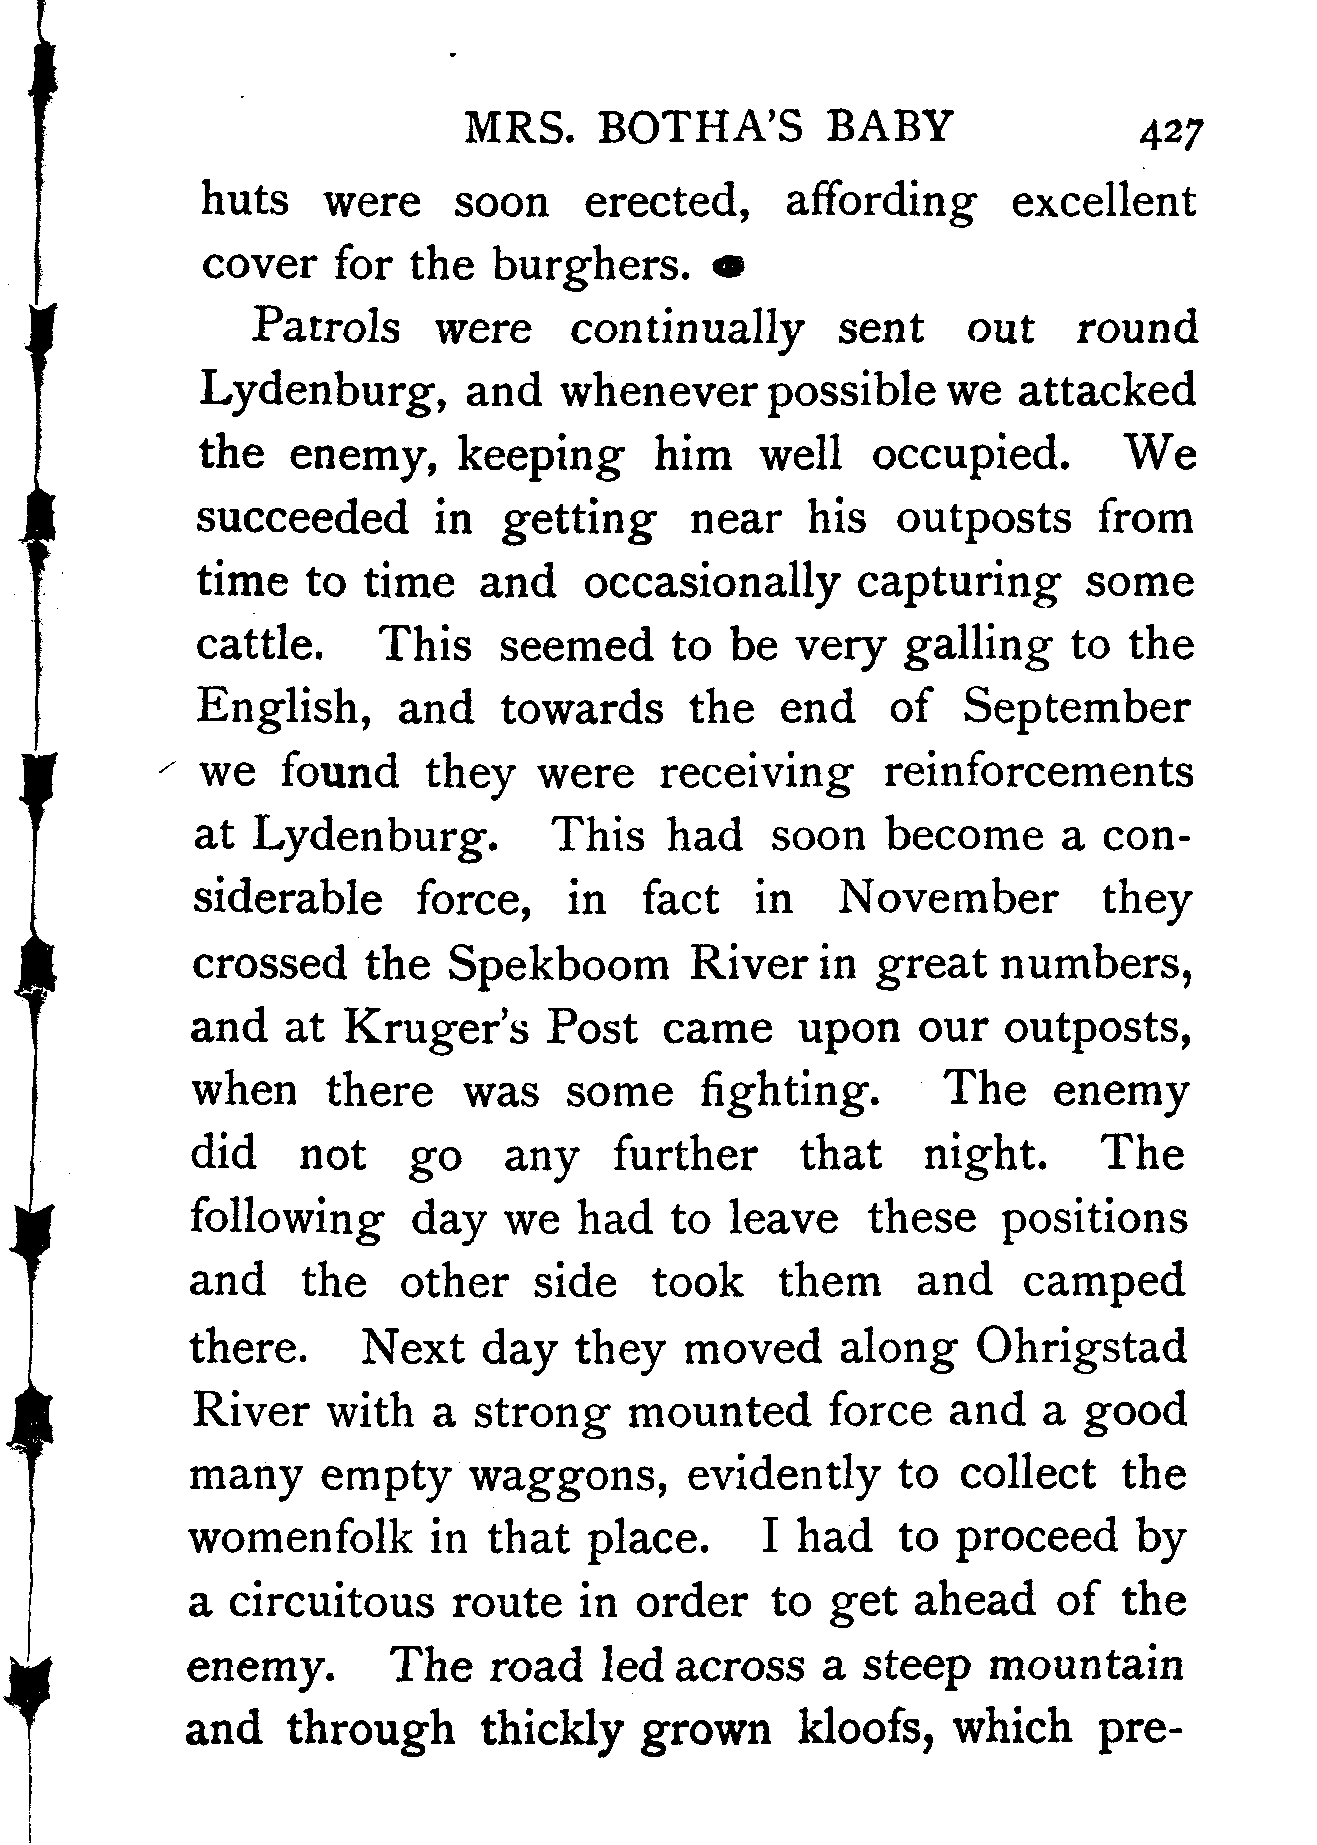 MRS. BOTHA'S BABY 427
huts were soon erected, affording excellent
cover for the burghers.
Patrols were continually sent out round
Lydenburg, and whenever possible we attacked
the enemy, keeping him well occupied. We
succeeded in getting near his outposts from
time to time and occasionally capturing some
cattle. This seemed to be very galling to the
English, and towards the end of September
we found they were receiving reinforcements
at Lydenburg. This had soon become a con-
siderable force, in fact in November they
crossed the Spekboom River in great numbers,
and at Kruger's Post came upon our outposts,
when there was some fighting. The enemy
did not go any further that night. The
following day we had to leave these positions
and the other side took them and camped
there. Next day they moved along Ohrigstad
River with a strong mounted force and a good
many empty waggons, evidently to collect the
womenfolk in that place. I had to proceed by
a circuitous route in order to get ahead of the
enemy. The road led across a steep mountain
and through thickly grown kloofs, which pre-